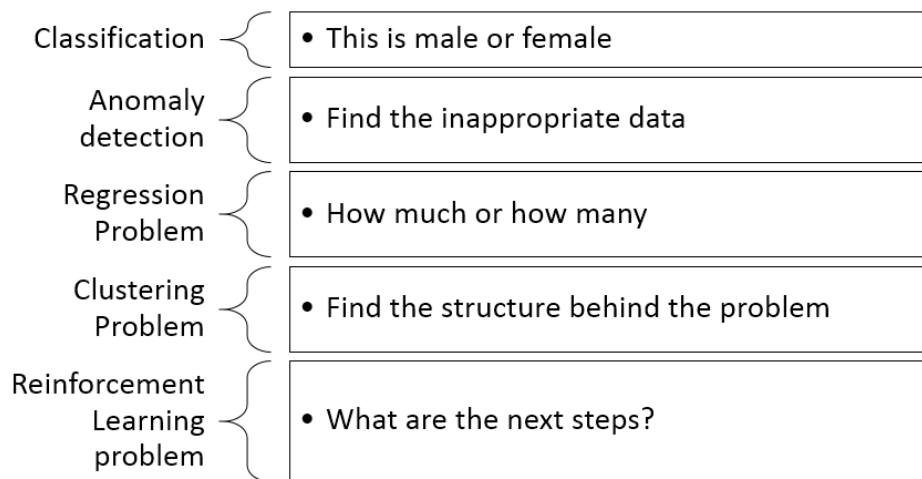 Classification
• This is male or female
Anomaly
detection
• Find the inappropriate data
Regression
Problem
• How much or how many
Clustering
Problem
• Find the structure behind the problem
Reinforcement
Learning
problem
• What are the next steps?